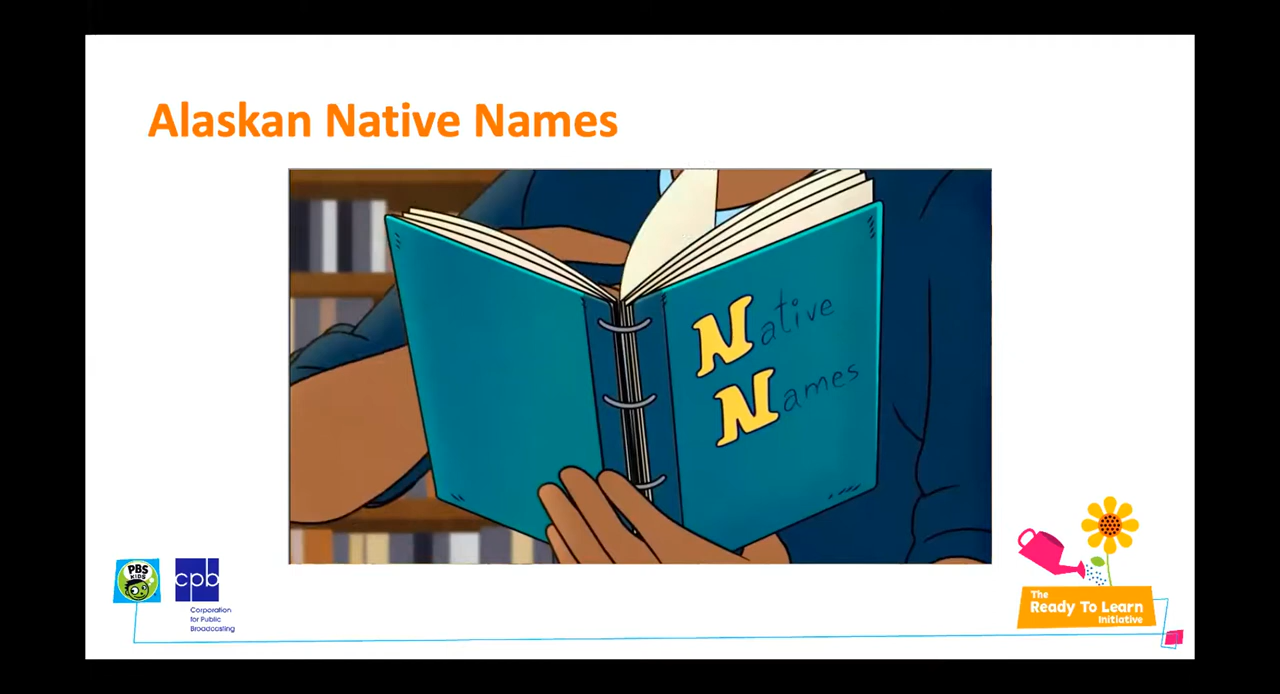 Alaskan Native Names
Native
Names
PBS
KIDS
cpb
Corporation
for Public
Broadcasting
The
Ready To Learn
Initiative